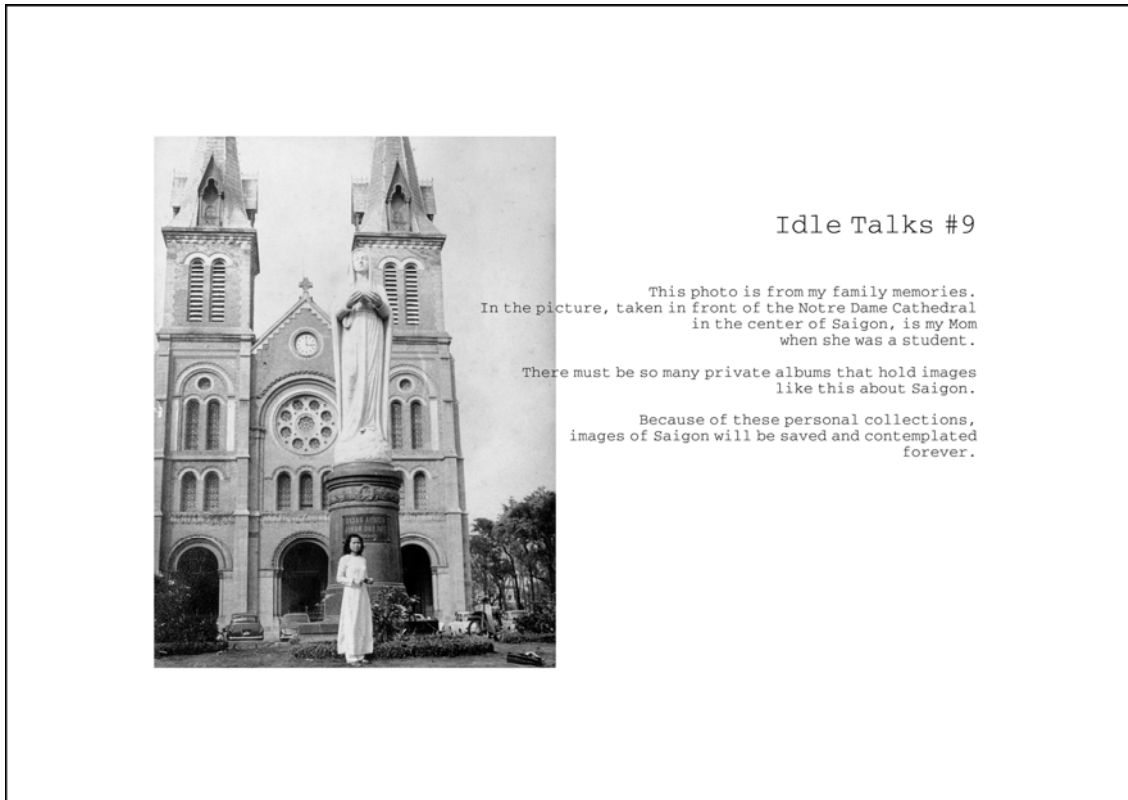 Idle Talks #9
This photo is from my family memories.
In the picture, taken in front of the Notre Dame Cathedral
in the center of Saigon, is my Mom
when she was a student.
There must be so many private albums that hold images
like this about Saigon.
Because of these personal collections,
images of Saigon will be saved and contemplated
forever.